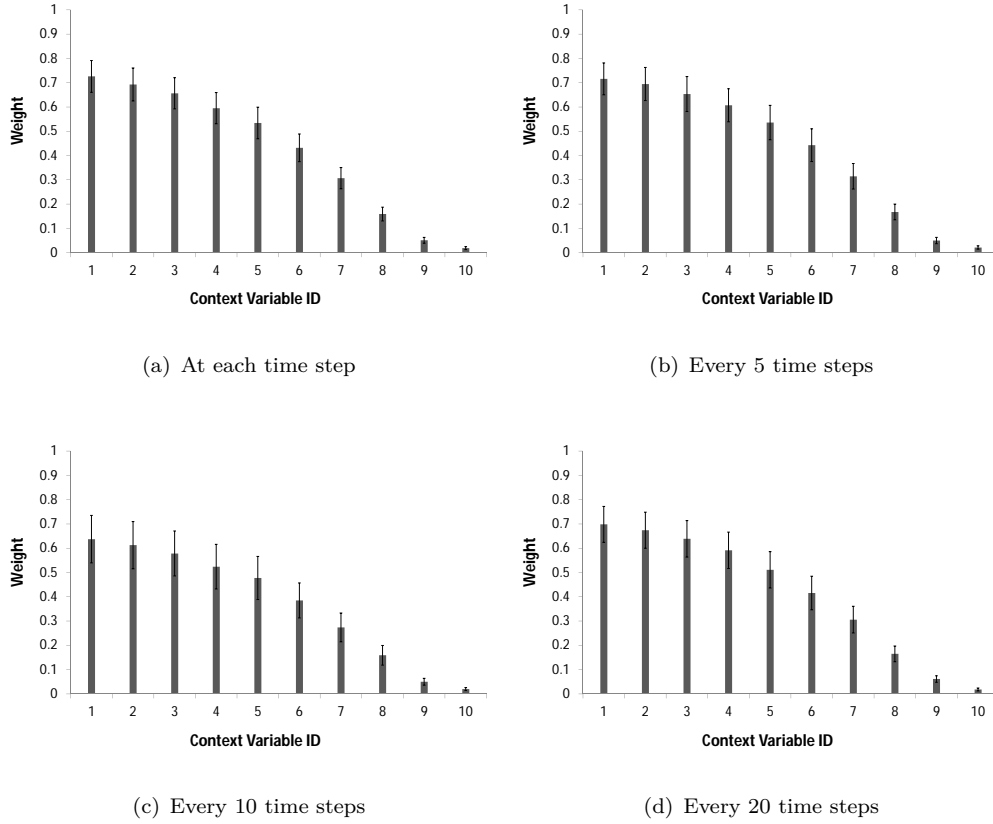 1
0.9
0.8
0.7
0.6
0.5
0.4
0.3
0.2
0.1
0
Weight
1 2 3 4 5 6 7 8 9 10
Context Variable ID
(a) At each time step
1
0.9
0.8
0.7
0.6
0.5
0.4
0.3
0.2
0.1
0
Weight
1 2 3 4 5 6 7 8 9 10
Context Variable ID
(b) Every 5 time steps
1
0.9
0.8
0.7
0.6
0.5
0.4
0.3
0.2
0.1
0
Weight
1 2 3 4 5 6 7 8 9 10
Context Variable ID
(c) Every 10 time steps
1
0.9
0.8
0.7
0.6
0.5
0.4
0.3
0.2
0.1
0
Weight
1 2 3 4 5 6 7 8 9 10
Context Variable ID
(d) Every 20 time steps